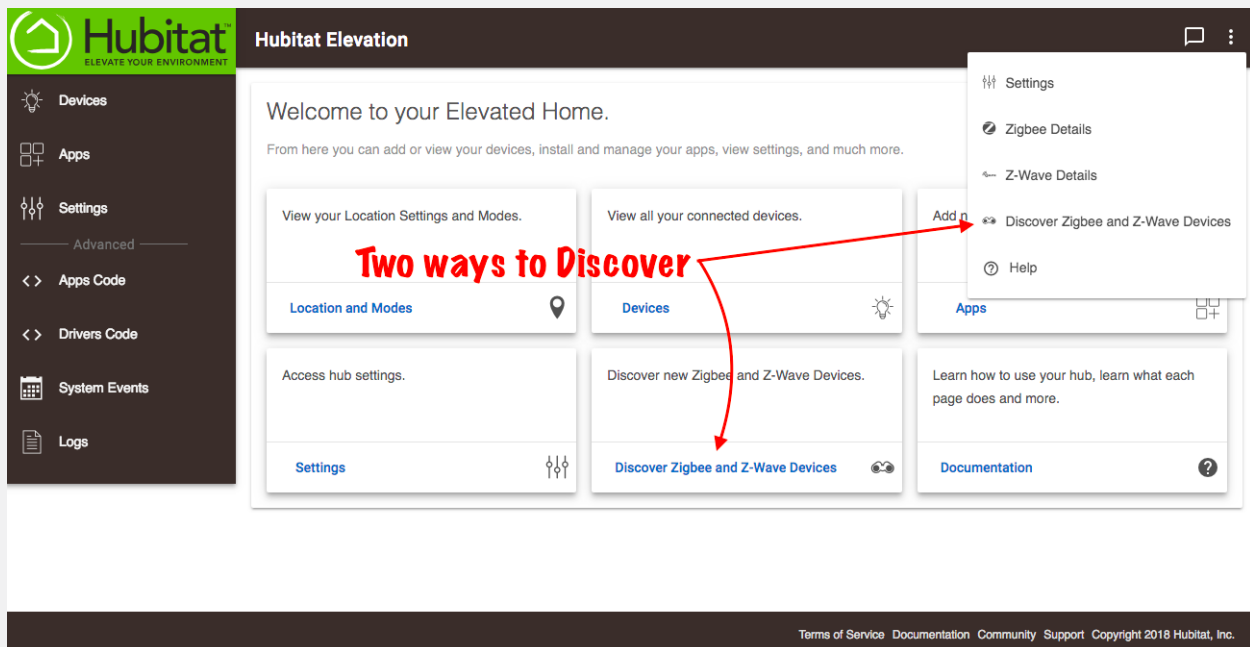 Hubitat™
ELEVATE YOUR ENVIRONMENT
Hubitat Elevation
Devices
Apps
Settings
Advanced
Apps Code
Drivers Code
System Events
Logs
Settings
Zigbee Details
Z-Wave Details
Discover Zigbee and Z-Wave Devices
Help
Welcome to your Elevated Home.
From here you can add or view your devices, install and manage your apps, view settings, and much more.
View your Location Settings and Modes.
Location and Modes
View all your connected devices.
Devices
Add
Apps
Two ways to Discover
Access hub settings.
Settings
Discover new Zigbee and Z-Wave Devices.
Discover Zigbee and Z-Wave Devices
Learn how to use your hub, learn what each
page does and more.
Documentation
Terms of Service Documentation Community Support Copyright 2018 Hubitat, Inc.